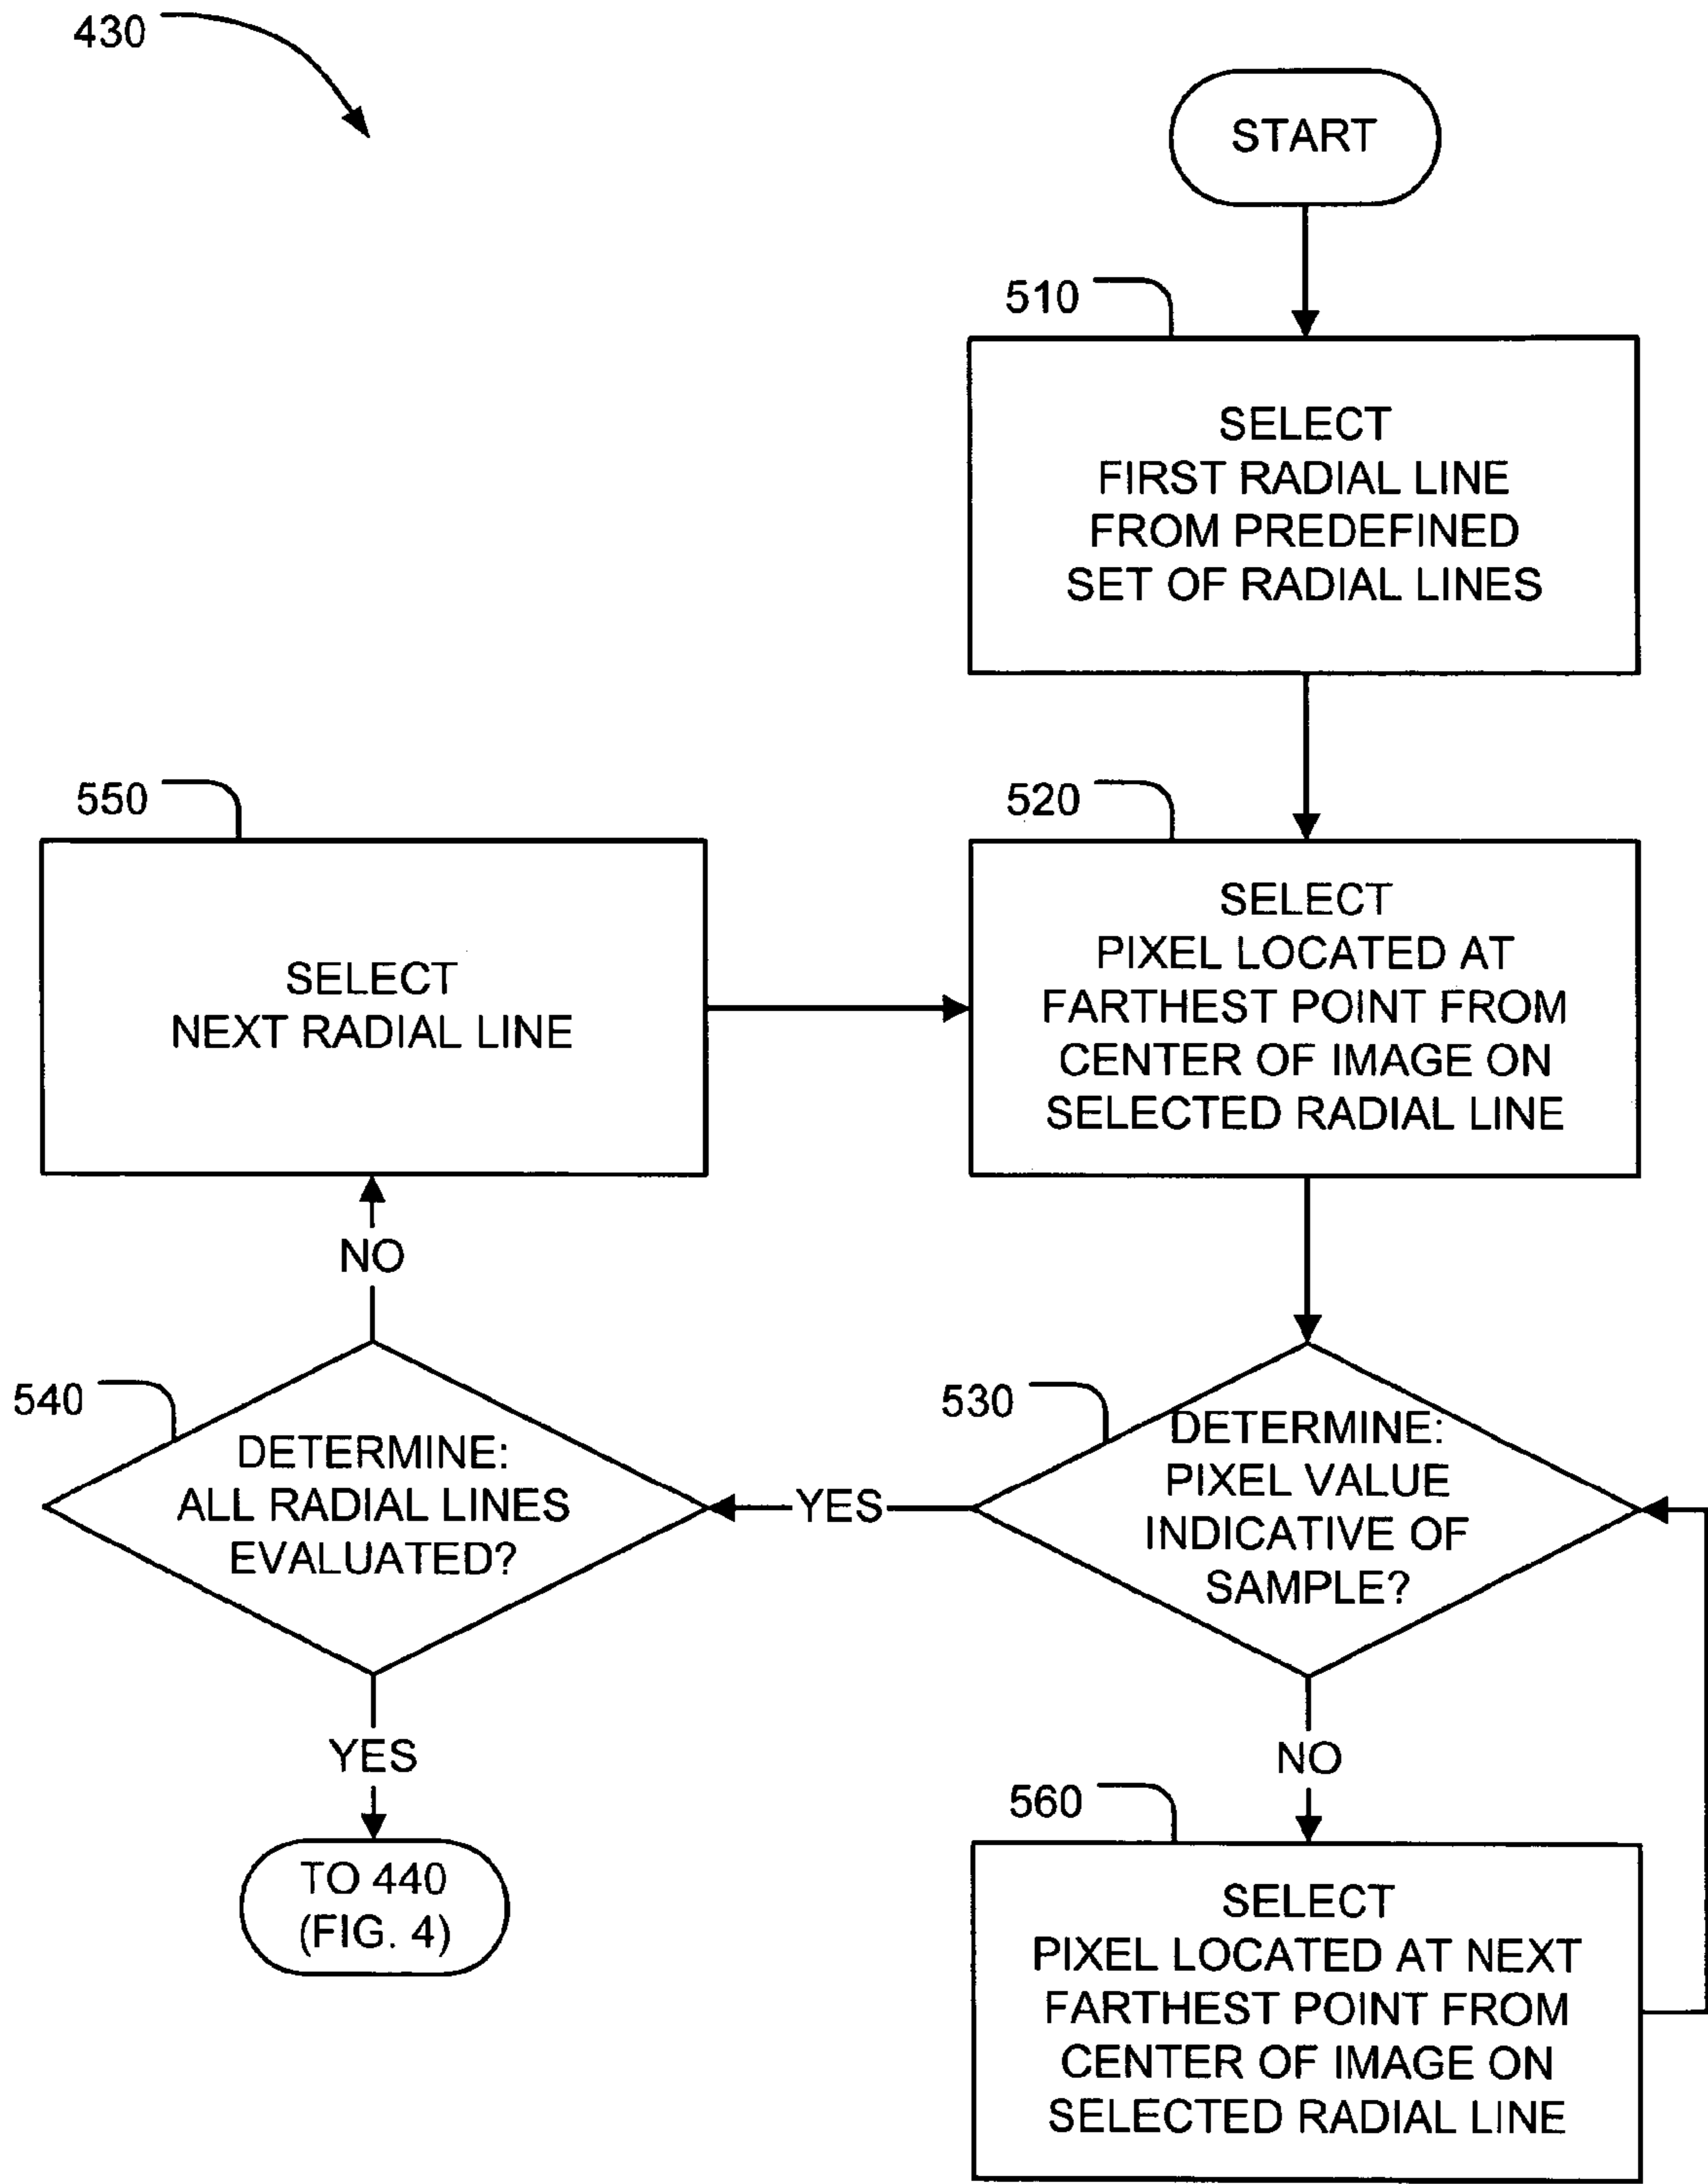 430
START
510
SELECT
FIRST RADIAL LINE
FROM PREDEFINED
SET OF RADIAL LINES
550
SELECT
NEXT RADIAL LINE
520
SELECT
PIXEL LOCATED AT
FARTHEST POINT FROM
CENTER OF IMAGE ON
SELECTED RADIAL LINE
NO
540
DETERMINE:
ALL RADIAL LINES
EVALUATED?
YES
530
DETERMINE:
PIXEL VALUE
INDICATIVE OF
SAMPLE?
YES
TO 440
(FIG. 4)
NO
560
SELECT
PIXEL LOCATED AT NEXT
FARTHEST POINT FROM
CENTER OF IMAGE ON
SELECTED RADIAL LINE